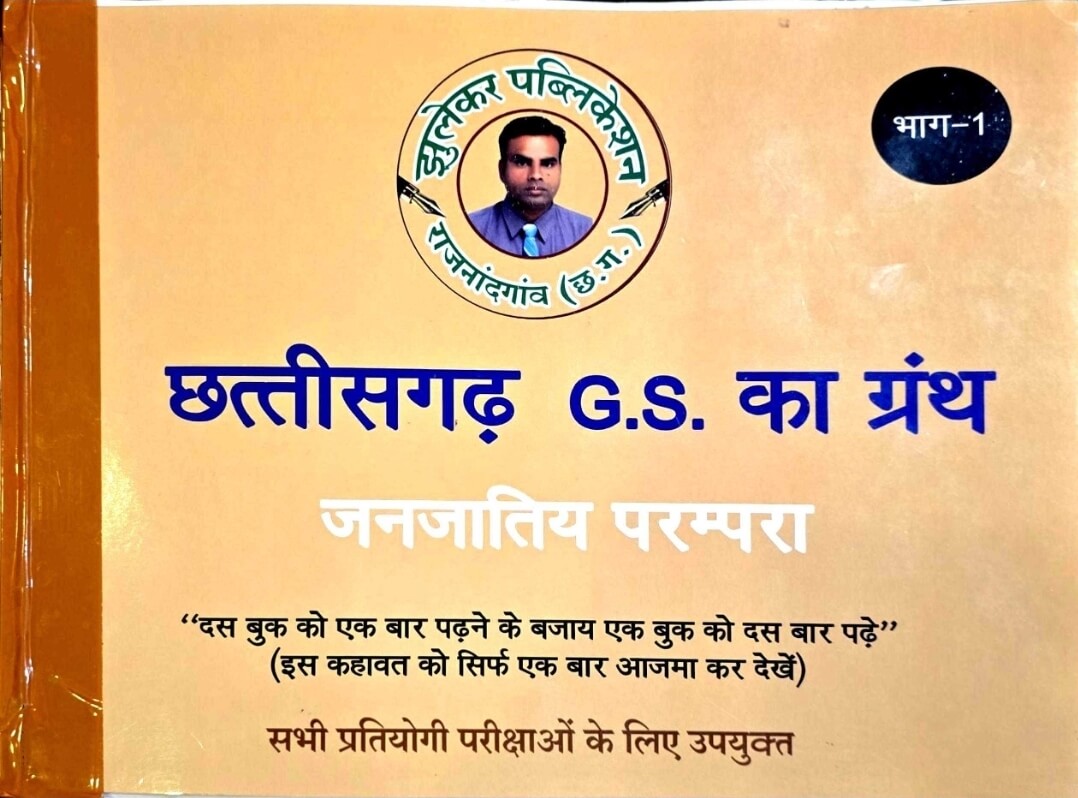 झुलेकर पब्लिकेशन
राजनांदगांव (छ.ग.)
भाग-1
छत्तीसगढ़ G.S. का ग्रंथ
जनजातिय परम्परा
‘‘दस बुक को एक बार पढ़ने के बजाय एक बुक को दस बार पढ़े’’
(इस कहावत को सिर्फ एक बार आजमा कर देखें)
सभी प्रतियोगी परीक्षाओं के लिए उपयुक्त